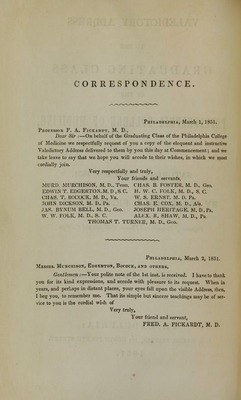 CORRESPONDENCE.
PHILADELPHIA, March 1, 1851.
PROFESSOR F. A. FICKARDT, M. D.,
Dear Sir :—On behalf of the Graduating Class of the Philadelphia College
of Medicine we respectfully request of you a copy of the eloquent and instructive
Valedictory Address delivered to them by you this day at Commencement; and we
take leave to say that we hope you will accede to their wishes, in which we most
cordially join.
Very respectfully and truly,
Your friends and servants,
MURD. MURCHISON, M. D., Tenn. CHAS. B. FOSTER, M. D., Geo.
EDWIN T. EDGERTON, M. D., S. C. H. W. C. FOLK, M. D., S. C.
CHAS. T. BOCOCK, M. D., Va. W. S. ERNST, M. D. Pa.
JOHN DICKSON, M. D. Pa. CHAS. E. COX, M. D., Ala.
JAS. BYNUM BELL, M. D., Geo. JOSEPH HERITAGE, M. D., Pa.
W. W. FOLK, M. D., S. C. ALEX. E. SHAW, M. D., Pa.
THOMAS T. TURNER, M. D., Geo.
PHILADELPHIA, March 3, 1851.
MESSRS. MURCHISON, EDGERTON, BOCOCK, AND OTHERS,
Gentlemen :—Your polite note of the 1st inst. is received. I have to thank
you for its kind expressions, and accede with pleasure to its request. When in
years, and perhaps in distant places, your eyes fall upon the visible Address, then,
I beg you, to remember me. That its simple but sincere teachings may be of ser-
vice to you is the cordial wish of
Very truly,
Your friend and servant,
FRED. A. FICKARDT, M. D.